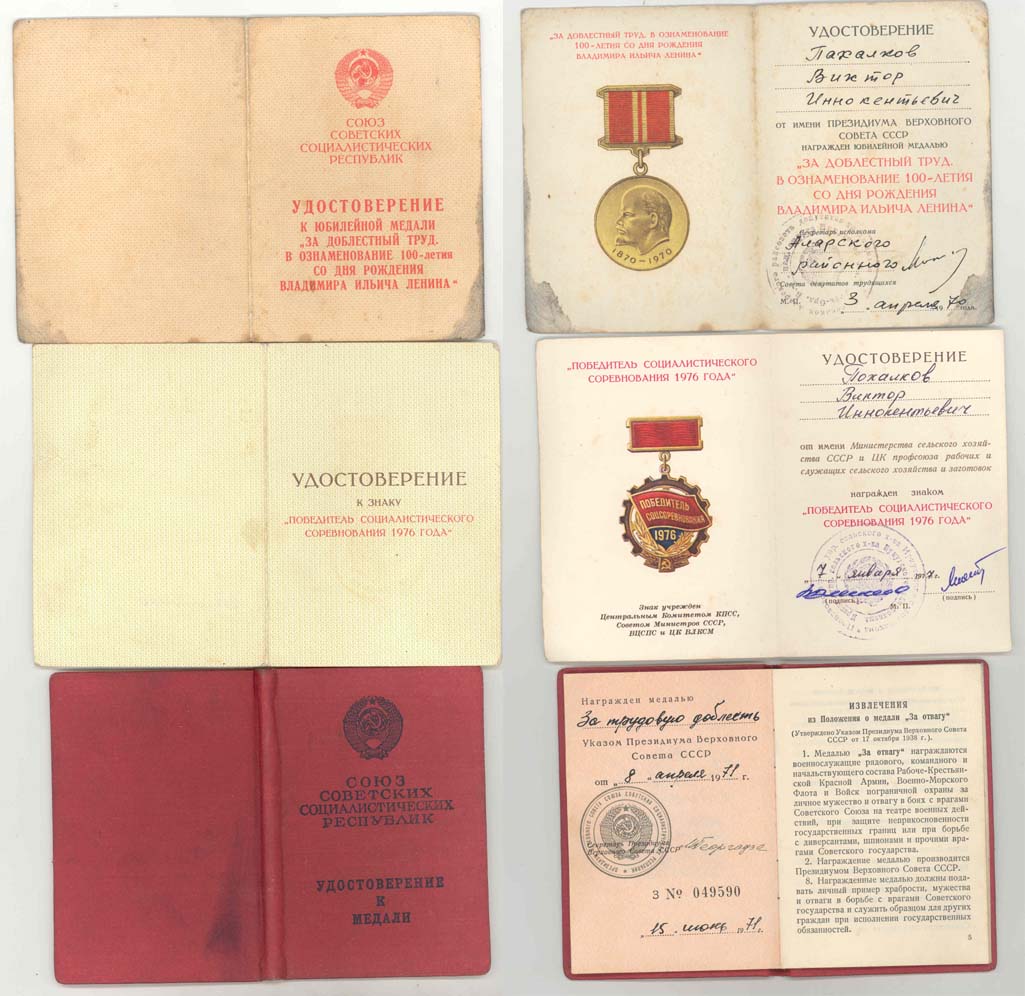 СОЮЗ
СОВЕТСКИХ
СОЦИАЛИСТИЧЕСКИХ
РЕСПУБЛИК
УДОСТОВЕРЕНИЕ
К ЮБИЛЕЙНОЙ МЕДАЛИ
„ЗА ДОБЛЕСТНЫЙ ТРУД.
В ОЗНАМЕНОВАНИЕ 100-летия
СО ДНЯ РОЖДЕНИЯ
ВЛАДИМИРА ИЛЬИЧА ЛЕНИНА“
„ЗА ДОБЛЕСТНЫЙ ТРУД. В ОЗНАМЕНОВАНИЕ
100-ЛЕТИЯ СО ДНЯ РОЖДЕНИЯ
ВЛАДИМИРА ИЛЬИЧА ЛЕНИНА“
1870–1970
УДОСТОВЕРЕНИЕ
Пахалков
Виктор
Иннокентьевич
ОТ ИМЕНИ ПРЕЗИДИУМА ВЕРХОВНОГО
СОВЕТА СССР
НАГРАЖДЕН ЮБИЛЕЙНОЙ МЕДАЛЬЮ
„ЗА ДОБЛЕСТНЫЙ ТРУД.
В ОЗНАМЕНОВАНИЕ 100-ЛЕТИЯ
СО ДНЯ РОЖДЕНИЯ
ВЛАДИМИРА ИЛЬИЧА ЛЕНИНА“
Секретарь исполкома
Аларского
районного
Совета депутатов трудящихся
М. П. „3“ апреля 1970 года
УДОСТОВЕРЕНИЕ
К ЗНАКУ
„ПОБЕДИТЕЛЬ СОЦИАЛИСТИЧЕСКОГО
СОРЕВНОВАНИЯ 1976 ГОДА“
„ПОБЕДИТЕЛЬ СОЦИАЛИСТИЧЕСКОГО
СОРЕВНОВАНИЯ 1976 ГОДА“
ПОБЕДИТЕЛЬ
СОЦСОРЕВНОВАНИЯ
1976
Знак учрежден
Центральным Комитетом КПСС,
Советом Министров СССР,
ВЦСПС и ЦК ВЛКСМ
УДОСТОВЕРЕНИЕ
Похалков
Виктор
Иннокентьевич
от имени Министерства сельского хозяй-
ства СССР и ЦК профсоюза рабочих и
служащих сельского хозяйства и заготовок
награжден знаком
„ПОБЕДИТЕЛЬ СОЦИАЛИСТИЧЕСКОГО
СОРЕВНОВАНИЯ 1976 ГОДА“
„7“ января 1977 г.
(подпись) М. П. (подпись)
СОЮЗ
СОВЕТСКИХ
СОЦИАЛИСТИЧЕСКИХ
РЕСПУБЛИК
УДОСТОВЕРЕНИЕ
К
МЕДАЛИ
Награжден медалью
За трудовую доблесть
Указом Президиума Верховного
Совета СССР
от „8“ апреля 1971 г.
Секретарь Президиума
Верховного Совета СССР Георгадзе
З № 049590
„15“ июнь 1971 г.
ИЗВЛЕЧЕНИЯ
из Положения о медали „За отвагу“
(Утверждено Указом Президиума Верховного Совета
СССР от 17 октября 1938 г.).
1. Медалью „За отвагу“ награждаются
военнослужащие рядового, командного и
начальствующего состава Рабоче-Крестьян-
ской Красной Армии, Военно-Морского
Флота и Войск пограничной охраны за
личное мужество и отвагу в боях с врагами
Советского Союза на театре военных дей-
ствий, при защите неприкосновенности
государственных границ или при борьбе
с диверсантами, шпионами и прочими вра-
гами Советского государства.
2. Награждение медалью производится
Президиумом Верховного Совета СССР.
8. Награжденные медалью должны пода-
вать личный пример храбрости, мужества
и отваги в борьбе с врагами Советского
государства и служить образцом для других
граждан при исполнении государственных
обязанностей.
5